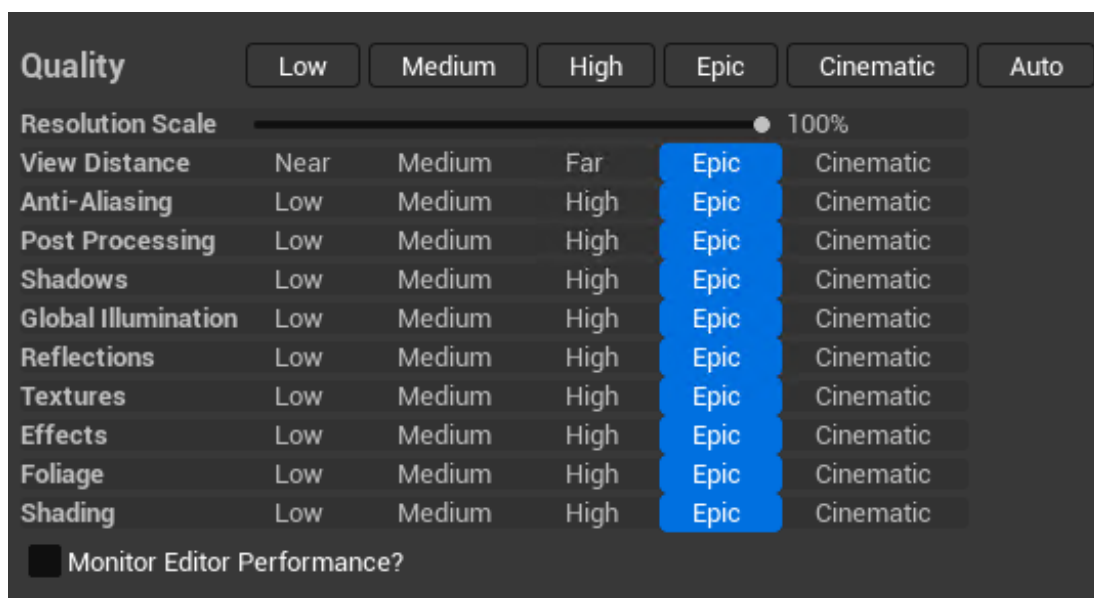 Quality Low Medium High Epic Cinematic Auto
Resolution Scale 100%
View Distance Near Medium Far Epic Cinematic
Anti-Aliasing Low Medium High Epic Cinematic
Post Processing Low Medium High Epic Cinematic
Shadows Low Medium High Epic Cinematic
Global Illumination Low Medium High Epic Cinematic
Reflections Low Medium High Epic Cinematic
Textures Low Medium High Epic Cinematic
Effects Low Medium High Epic Cinematic
Foliage Low Medium High Epic Cinematic
Shading Low Medium High Epic Cinematic
Monitor Editor Performance?